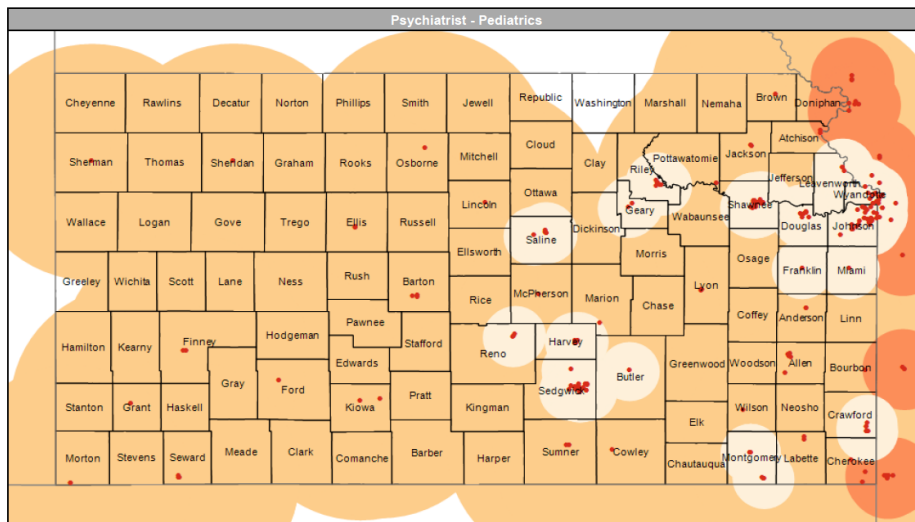 Psychiatrist - Pediatrics
Cheyenne Rawlins Decatur Norton Phillips Smith Jewell Republic Washington Marshall Nemaha Brown Doniphan
Atchison
Sherman Thomas Sheridan Graham Rooks Osborne Mitchell Cloud Clay Riley Pottawatomie Jackson Jefferson Leavenworth
Wyandotte
Wallace Logan Gove Trego Ellis Russell Lincoln Ottawa Geary Wabaunsee Shawnee Douglas Johnson
Saline Dickinson
Ellsworth Morris Osage Franklin Miami
Greeley Wichita Scott Lane Ness Rush Barton Rice McPherson Marion Chase Lyon
Coffey Anderson Linn
Hamilton Kearny Finney Hodgeman Pawnee Stafford Reno Harvey
Gray Ford Edwards Sedgwick Butler Greenwood Woodson Allen Bourbon
Stanton Grant Haskell Kiowa Pratt Kingman Elk Wilson Neosho Crawford
Morton Stevens Seward Meade Clark Comanche Barber Harper Sumner Cowley Chautauqua Montgomery Labette Cherokee